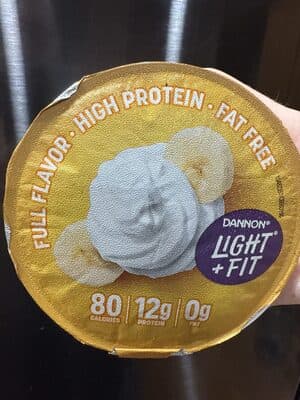 FULL FLAVOR · HIGH PROTEIN · FAT FREE
DANNON®
LIGHT®
+ FIT
80 | 12g | 0g
CALORIES PROTEIN FAT